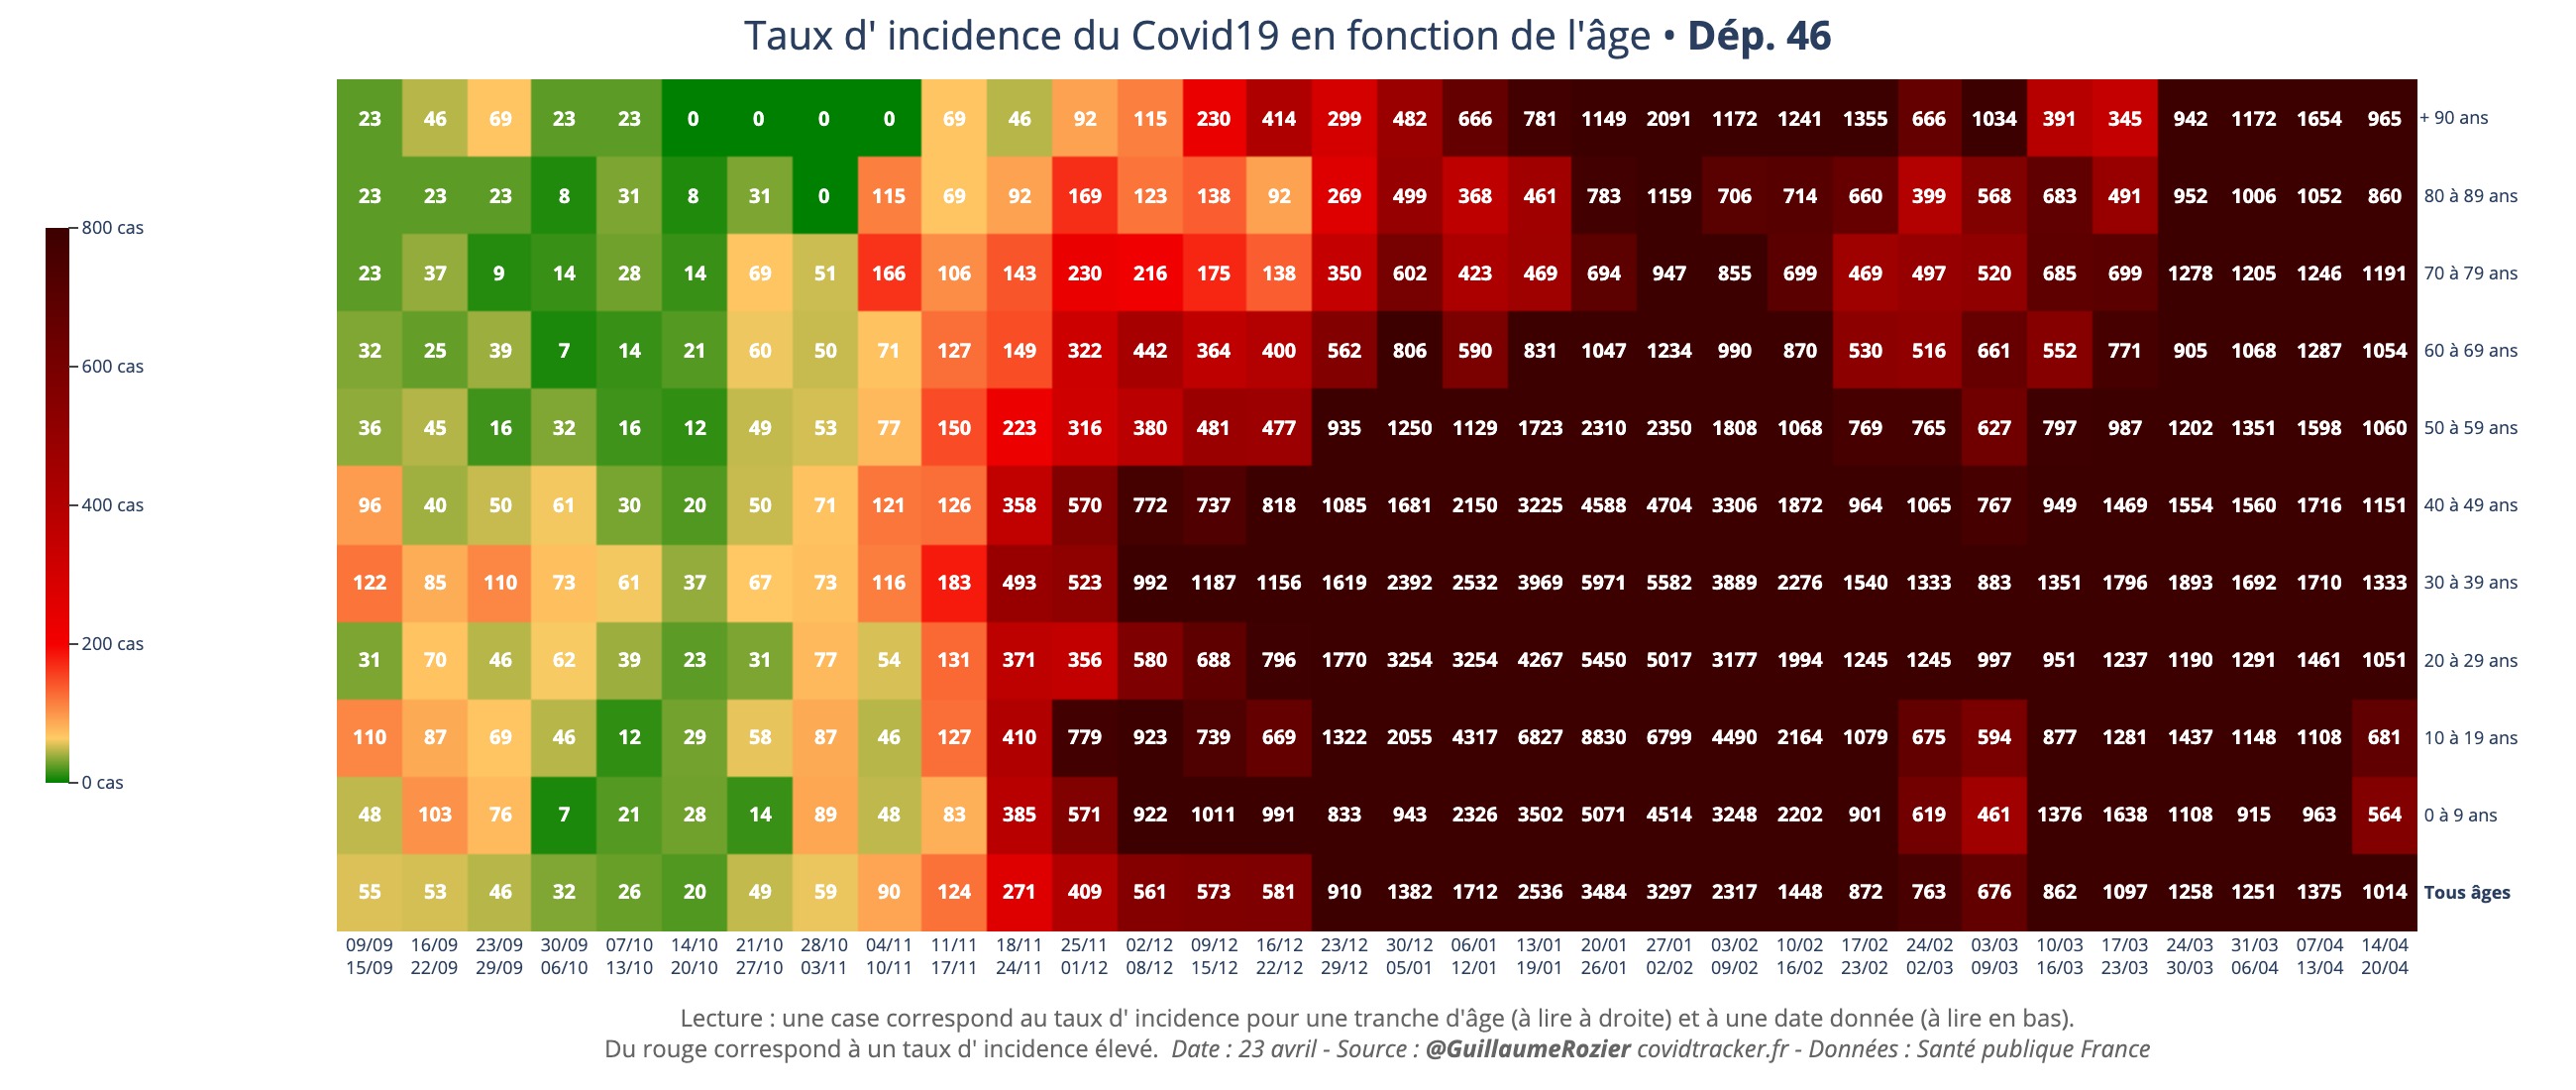 Taux d' incidence du Covid19 en fonction de l'âge • Dép. 46
23 46 69 23 23 0 0 0 0 69 46 92 115 230 414 299 482 666 781 1149 2091 1172 1241 1355 666 1034 391 345 942 1172 1654 965 + 90 ans
23 23 23 8 31 8 31 0 115 69 92 169 123 138 92 269 499 368 461 783 1159 706 714 660 399 568 683 491 952 1006 1052 860 80 à 89 ans
800 cas
23 37 9 14 28 14 69 51 166 106 143 230 216 175 138 350 602 423 469 694 947 855 699 469 497 520 685 699 1278 1205 1246 1191 70 à 79 ans
32 25 39 7 14 21 60 50 71 127 149 322 442 364 400 562 806 590 831 1047 1234 990 870 530 516 661 552 771 905 1068 1287 1054 60 à 69 ans
600 cas
36 45 16 32 16 12 49 53 77 150 223 316 380 481 477 935 1250 1129 1723 2310 2350 1808 1068 769 765 627 797 987 1202 1351 1598 1060 50 à 59 ans
400 cas
96 40 50 61 30 20 50 71 121 126 358 570 772 737 818 1085 1681 2150 3225 4588 4704 3306 1872 964 1065 767 949 1469 1554 1560 1716 1151 40 à 49 ans
122 85 110 73 61 37 67 73 116 183 493 523 992 1187 1156 1619 2392 2532 3969 5971 5582 3889 2276 1540 1333 883 1351 1796 1893 1692 1710 1333 30 à 39 ans
200 cas
31 70 46 62 39 23 31 77 54 131 371 356 580 688 796 1770 3254 3254 4267 5450 5017 3177 1994 1245 1245 997 951 1237 1190 1291 1461 1051 20 à 29 ans
110 87 69 46 12 29 58 87 46 127 410 779 923 739 669 1322 2055 4317 6827 8830 6799 4490 2164 1079 675 594 877 1281 1437 1148 1108 681 10 à 19 ans
0 cas
48 103 76 7 21 28 14 89 48 83 385 571 922 1011 991 833 943 2326 3502 5071 4514 3248 2202 901 619 461 1376 1638 1108 915 963 564 0 à 9 ans
55 53 46 32 26 20 49 59 90 124 271 409 561 573 581 910 1382 1712 2536 3484 3297 2317 1448 872 763 676 862 1097 1258 1251 1375 1014 Tous âges
09/09 16/09 23/09 30/09 07/10 14/10 21/10 28/10 04/11 11/11 18/11 25/11 02/12 09/12 16/12 23/12 30/12 06/01 13/01 20/01 27/01 03/02 10/02 17/02 24/02 03/03 10/03 17/03 24/03 31/03 07/04 14/04
15/09 22/09 29/09 06/10 13/10 20/10 27/10 03/11 10/11 17/11 24/11 01/12 08/12 15/12 22/12 29/12 05/01 12/01 19/01 26/01 02/02 09/02 16/02 23/02 02/03 09/03 16/03 23/03 30/03 06/04 13/04 20/04
Lecture : une case correspond au taux d' incidence pour une tranche d'âge (à lire à droite) et à une date donnée (à lire en bas).
Du rouge correspond à un taux d' incidence élevé. Date : 23 avril - Source : @GuillaumeRozier covidtracker.fr - Données : Santé publique France